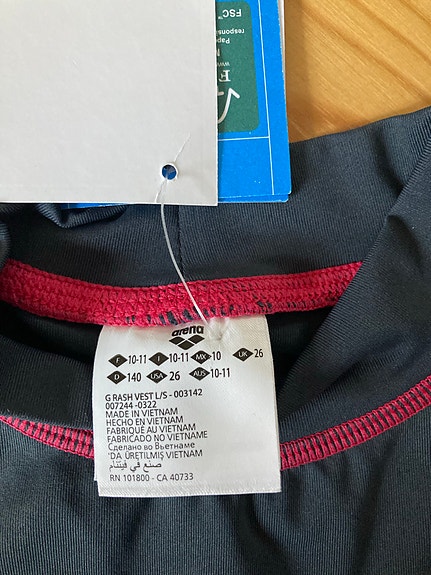 FSC™
arena
F 10-11 I 10-11 MX 10 UK 26
D 140 USA 26 AUS 10-11
G RASH VEST L/S - 003142
007244 -0322
MADE IN VIETNAM
HECHO EN VIETNAM
FABRIQUÉ AU VIETNAM
FABRICADO NO VIETNAME
Сделано во Вьетнаме
'DA ÜRETILMIŞ VIETNAM
صنع في فيتنام
RN 101800 - CA 40733